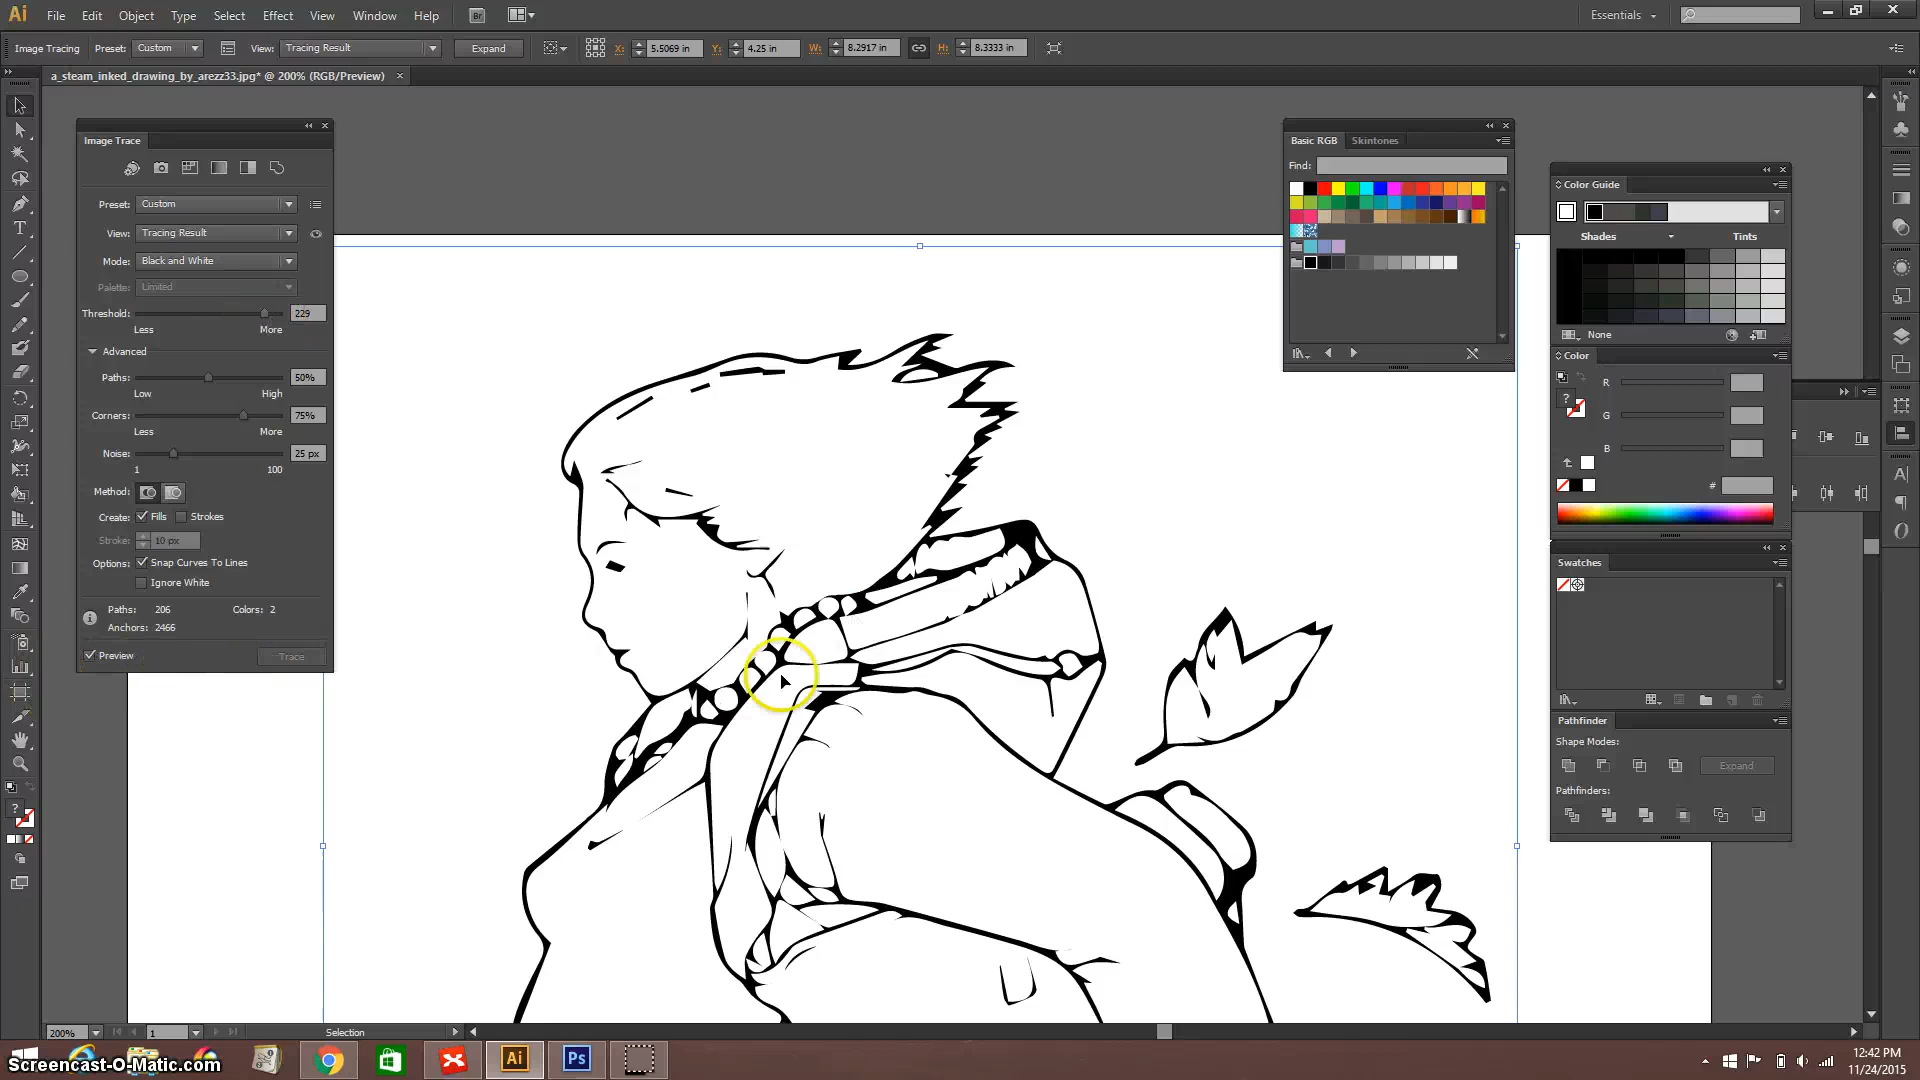 Ai File Edit Object Type Select Effect View Window Help Br Essentials
Image Tracing Preset: Custom View: Tracing Result Expand X: 5.5069 in Y: 4.25 in W: 8.2917 in H: 8.3333 in
a_steam_inked_drawing_by_arezz33.jpg* @ 200% (RGB/Preview)
Image Trace
Preset: Custom
View: Tracing Result
Mode: Black and White
Palette: Limited
Threshold: 229
Less More
Advanced
Paths: 50%
Low High
Corners: 75%
Less More
Noise: 25 px
1 100
Method:
Create: Fills Strokes
Stroke: 10 px
Options: Snap Curves To Lines
Ignore White
Paths: 206 Colors: 2
Anchors: 2466
Preview Trace
Basic RGB Skintones
Find:
Color Guide
Shades Tints
None
Color
R
G
B
#
Swatches
Pathfinder
Shape Modes:
Expand
Pathfinders:
200% 1 Selection
Screencast-O-Matic.com
Ai Ps
12:42 PM
11/24/2015